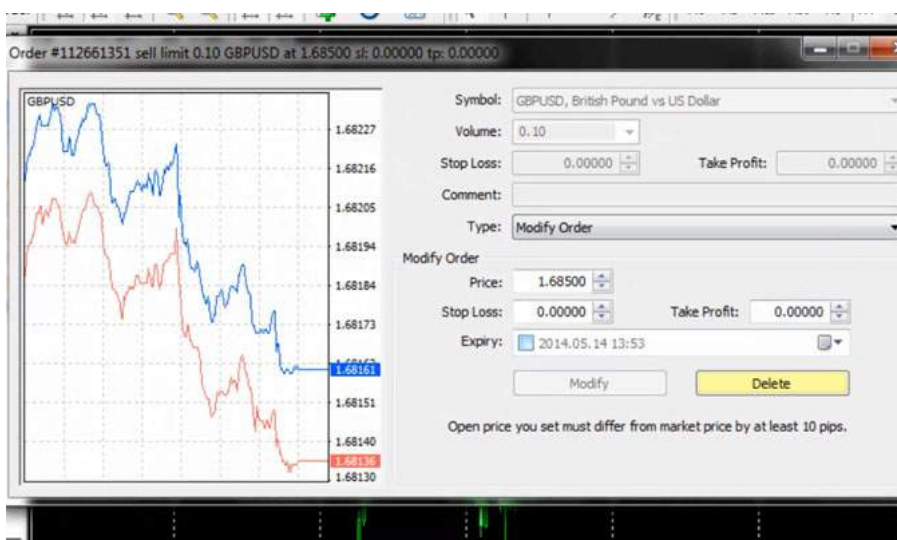 Order #112661351 sell limit 0.10 GBPUSD at 1.68500 sl: 0.00000 tp: 0.00000
GBPUSD
1.68227
1.68216
1.68205
1.68194
1.68184
1.68173
1.68161
1.68151
1.68140
1.68136
1.68130
Symbol: GBPUSD, British Pound vs US Dollar
Volume: 0.10
Stop Loss: 0.00000 Take Profit: 0.00000
Comment:
Type: Modify Order
Modify Order
Price: 1.68500
Stop Loss: 0.00000 Take Profit: 0.00000
Expiry: 2014.05.14 13:53
Modify Delete
Open price you set must differ from market price by at least 10 pips.